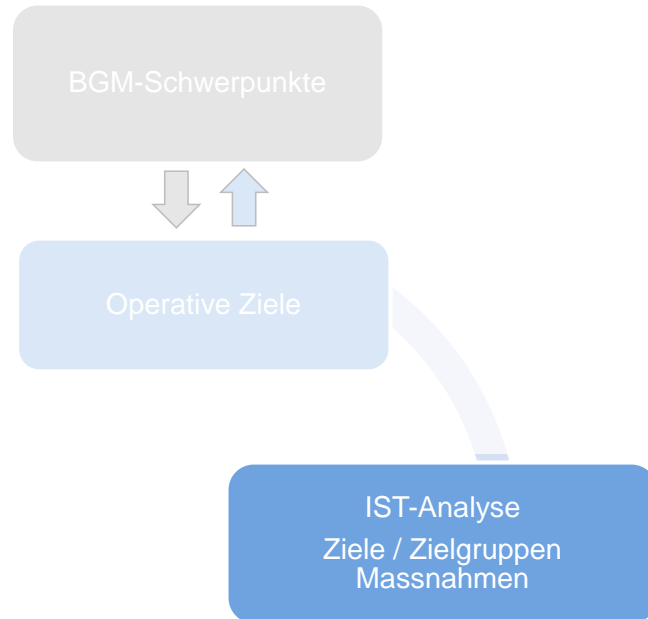 BGM-Schwerpunkte
Operative Ziele
IST-Analyse
Ziele / Zielgruppen
Massnahmen